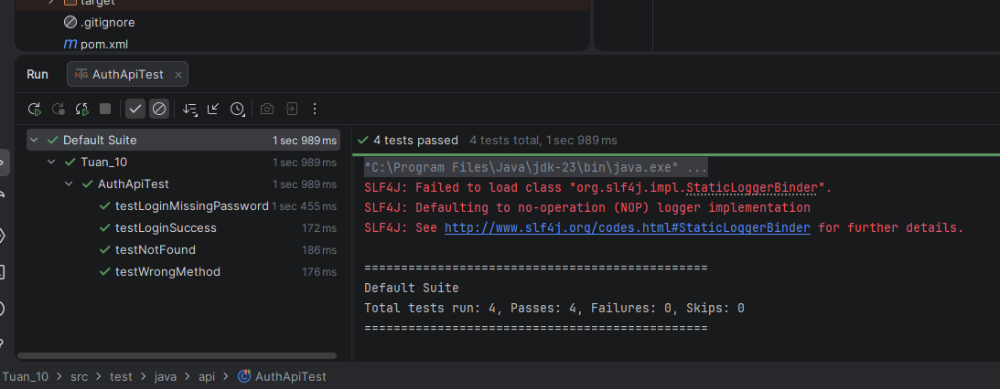 target
.gitignore
pom.xml
Run
AuthApiTest
Default Suite 1 sec 989 ms
Tuan_10 1 sec 989 ms
AuthApiTest 1 sec 989 ms
testLoginMissingPassword 1 sec 455 ms
testLoginSuccess 172 ms
testNotFound 186 ms
testWrongMethod 176 ms
4 tests passed 4 tests total, 1 sec 989 ms
"C:\Program Files\Java\jdk-23\bin\java.exe" ...
SLF4J: Failed to load class "org.slf4j.impl.StaticLoggerBinder".
SLF4J: Defaulting to no-operation (NOP) logger implementation
SLF4J: See http://www.slf4j.org/codes.html#StaticLoggerBinder for further details.
===============================================
Default Suite
Total tests run: 4, Passes: 4, Failures: 0, Skips: 0
===============================================
Tuan_10 > src > test > java > api > AuthApiTest